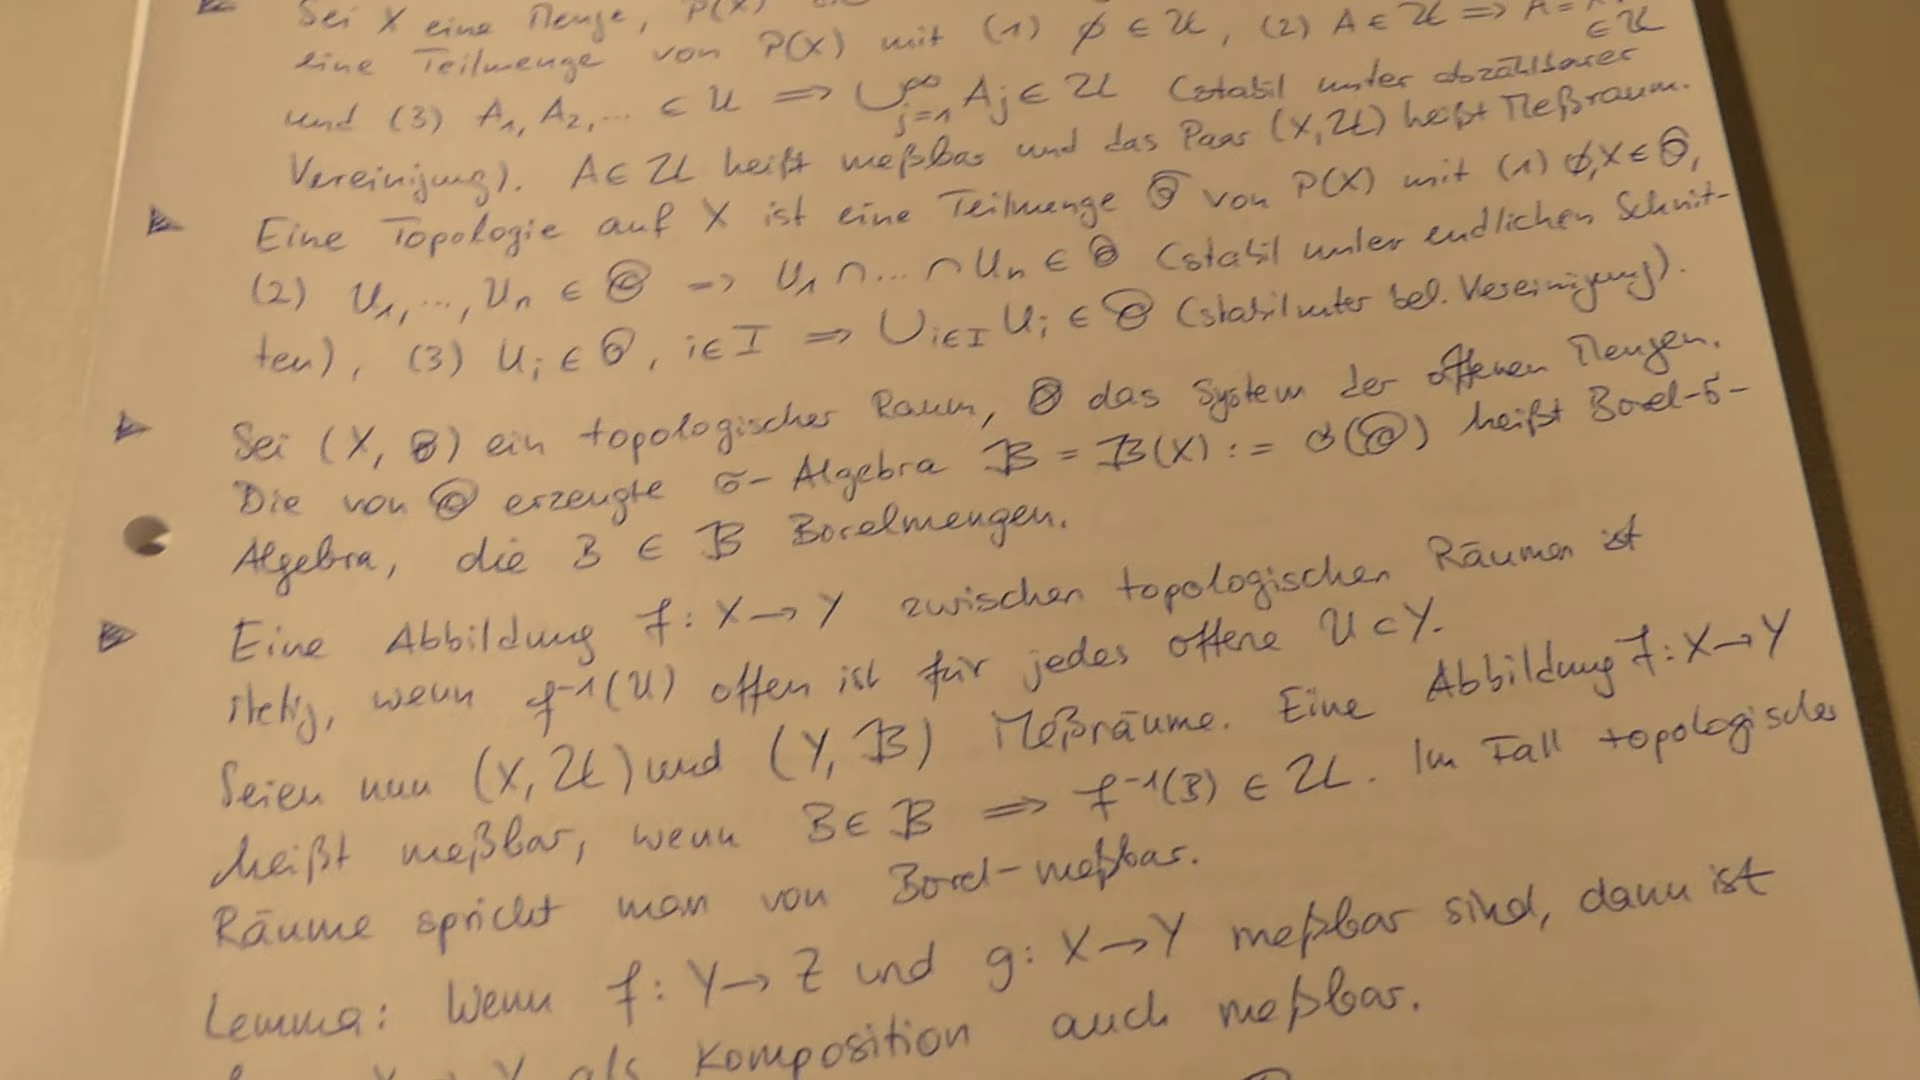 Sei X eine Menge, P(X)
eine Teilmenge von P(X) mit (1) ∅ ∈ 𝔄, (2) A ∈ 𝔄 ⇒ A = X
∈ 𝔄
und (3) A₁, A₂, ... ∈ 𝔄 ⇒ ⋃_{j=1}^∞ A_j ∈ 𝔄 (stabil unter abzählbarer
Vereinigung). A ∈ 𝔄 heißt meßbar und das Paar (X, 𝔄) heißt Meßraum.
Eine Topologie auf X ist eine Teilmenge 𝒪 von P(X) mit (1) ∅, X ∈ 𝒪,
(2) U₁, ..., Uₙ ∈ 𝒪 ⇒ U₁ ∩ ... ∩ Uₙ ∈ 𝒪 (stabil unter endlichen Schnit-
ten), (3) U_i ∈ 𝒪, i ∈ I ⇒ ⋃_{i∈I} U_i ∈ 𝒪 (stabil unter bel. Vereinigung).
Sei (X, 𝒪) ein topologischer Raum, 𝒪 das System der offenen Mengen.
Die von 𝒪 erzeugte σ-Algebra 𝔅 = 𝔅(X) := σ(𝒪) heißt Borel-σ-
Algebra, die B ∈ 𝔅 Borelmengen.
Eine Abbildung f: X → Y zwischen topologischen Räumen ist
stetig, wenn f⁻¹(U) offen ist für jedes offene U ⊂ Y.
Seien nun (X, 𝔄) und (Y, 𝔅) Meßräume. Eine Abbildung f: X → Y
heißt meßbar, wenn B ∈ 𝔅 ⇒ f⁻¹(B) ∈ 𝔄. Im Fall topologischer
Räume spricht man von Borel-meßbar.
Lemma: Wenn f: Y → Z und g: X → Y meßbar sind, dann ist
als Komposition auch meßbar.